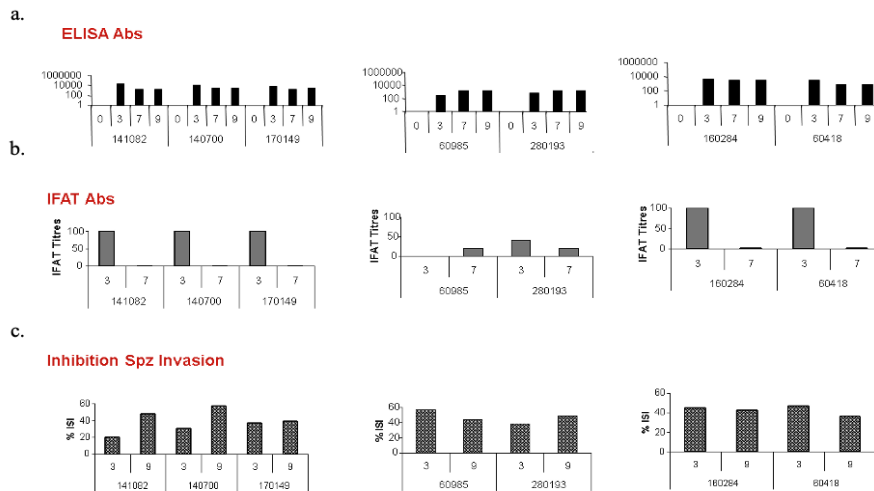 a.
ELISA Abs
1000000
10000
100
1
0 3 7 9 0 3 7 9 0 3 7 9
141082 140700 170149
1000000
10000
100
1
0 3 7 9 0 3 7 9
60985 280193
1000000
10000
100
1
0 3 7 9 0 3 7 9
160284 60418
b.
IFAT Abs
IFAT Titres
100
50
0
3 7 3 7 3 7
141082 140700 170149
IFAT Titres
100
50
0
3 7 3 7
60985 280193
IFAT Titres
100
50
0
3 7 3 7
160284 60418
c.
Inhibition Spz Invasion
% ISI
60
40
20
0
3 9 3 9 3 9
141082 140700 170149
% ISI
60
40
20
0
3 9 3 9
60985 280193
% ISI
60
40
20
0
3 9 3 9
160284 60418